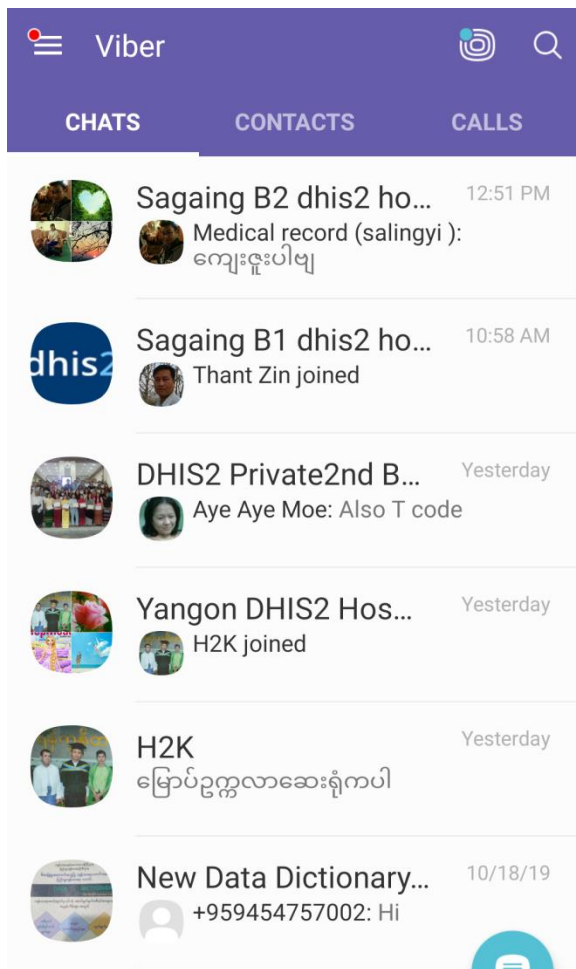 Viber
CHATS CONTACTS CALLS
Sagaing B2 dhis2 ho... 12:51 PM
Medical record (salingyi ):
ကျေးဇူးပါဗျ
Sagaing B1 dhis2 ho... 10:58 AM
dhis2
Thant Zin joined
DHIS2 Private2nd B... Yesterday
Aye Aye Moe: Also T code
Yangon DHIS2 Hos... Yesterday
H2K joined
H2K Yesterday
မြောပ်ဥက္ကလာဆေးရုံကပါ
New Data Dictionary... 10/18/19
+959454757002: Hi